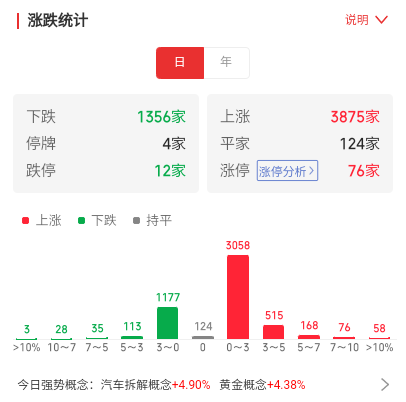 涨跌统计 说明
日 年
下跌 1356家 上涨 3875家
停牌 4家 平家 124家
跌停 12家 涨停 涨停分析 76家
上涨 下跌 持平
3 28 35 113 1177 124 3058 515 168 76 58
>10% 10～7 7～5 5～3 3～0 0 0～3 3～5 5～7 7～10 >10%
今日强势概念：汽车拆解概念+4.90% 黄金概念+4.38%